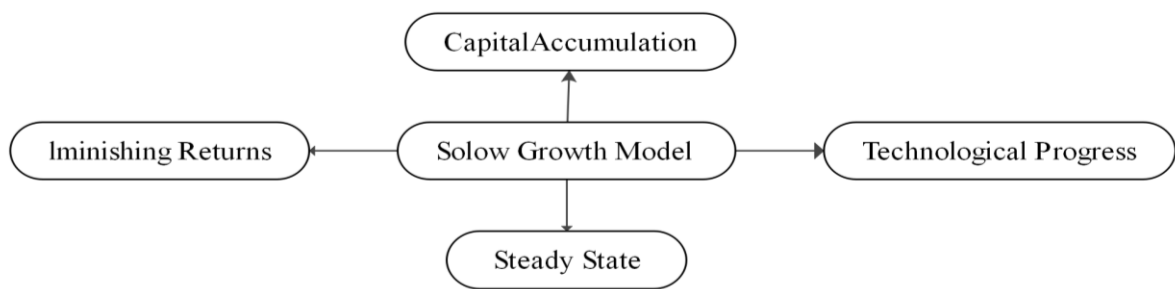 CapitalAccumulation
lminishing Returns
Solow Growth Model
Technological Progress
Steady State